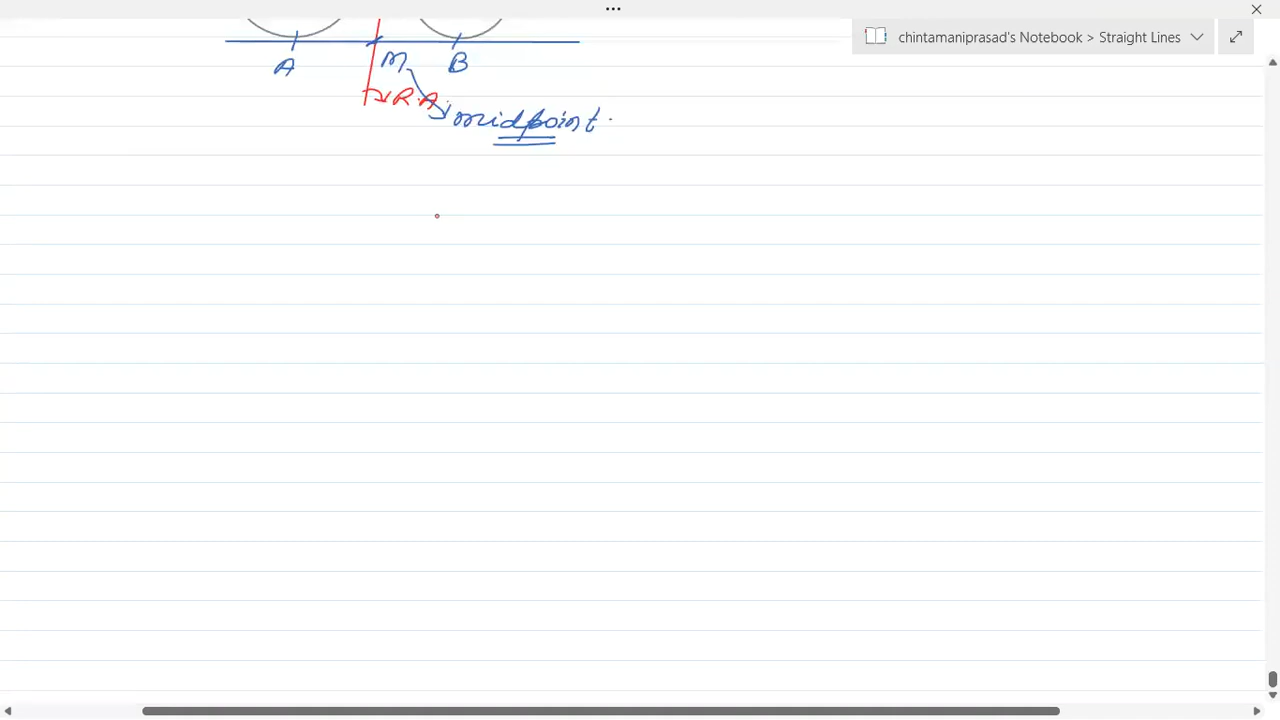 ...
chintamaniprasad's Notebook > Straight Lines
A M B
R.A.
midpoint.